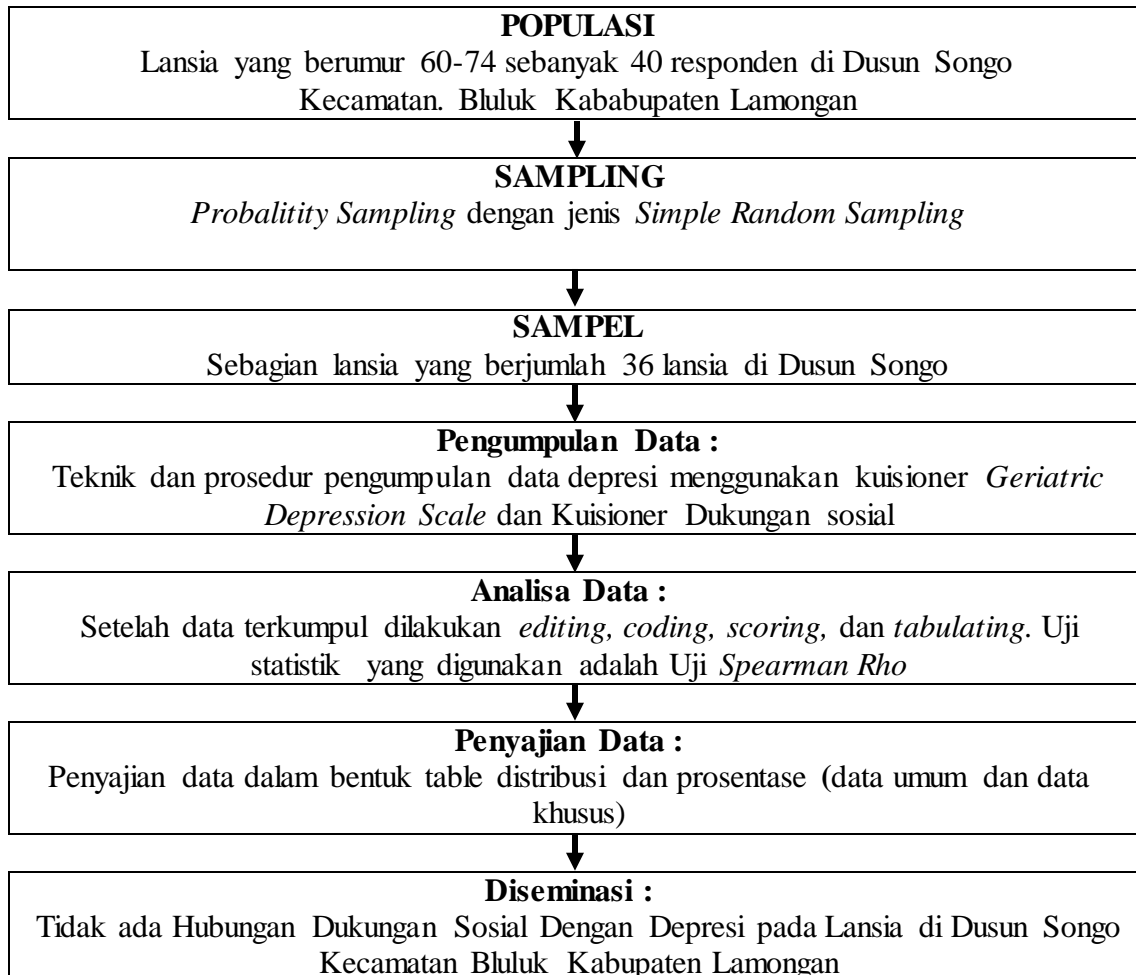 POPULASI
Lansia yang berumur 60-74 sebanyak 40 responden di Dusun Songo
Kecamatan. Bluluk Kababupaten Lamongan
SAMPLING
Probalitity Sampling dengan jenis Simple Random Sampling
SAMPEL
Sebagian lansia yang berjumlah 36 lansia di Dusun Songo
Pengumpulan Data :
Teknik dan prosedur pengumpulan data depresi menggunakan kuisioner Geriatric
Depression Scale dan Kuisioner Dukungan sosial
Analisa Data :
Setelah data terkumpul dilakukan editing, coding, scoring, dan tabulating. Uji
statistik yang digunakan adalah Uji Spearman Rho
Penyajian Data :
Penyajian data dalam bentuk table distribusi dan prosentase (data umum dan data
khusus)
Diseminasi :
Tidak ada Hubungan Dukungan Sosial Dengan Depresi pada Lansia di Dusun Songo
Kecamatan Bluluk Kabupaten Lamongan